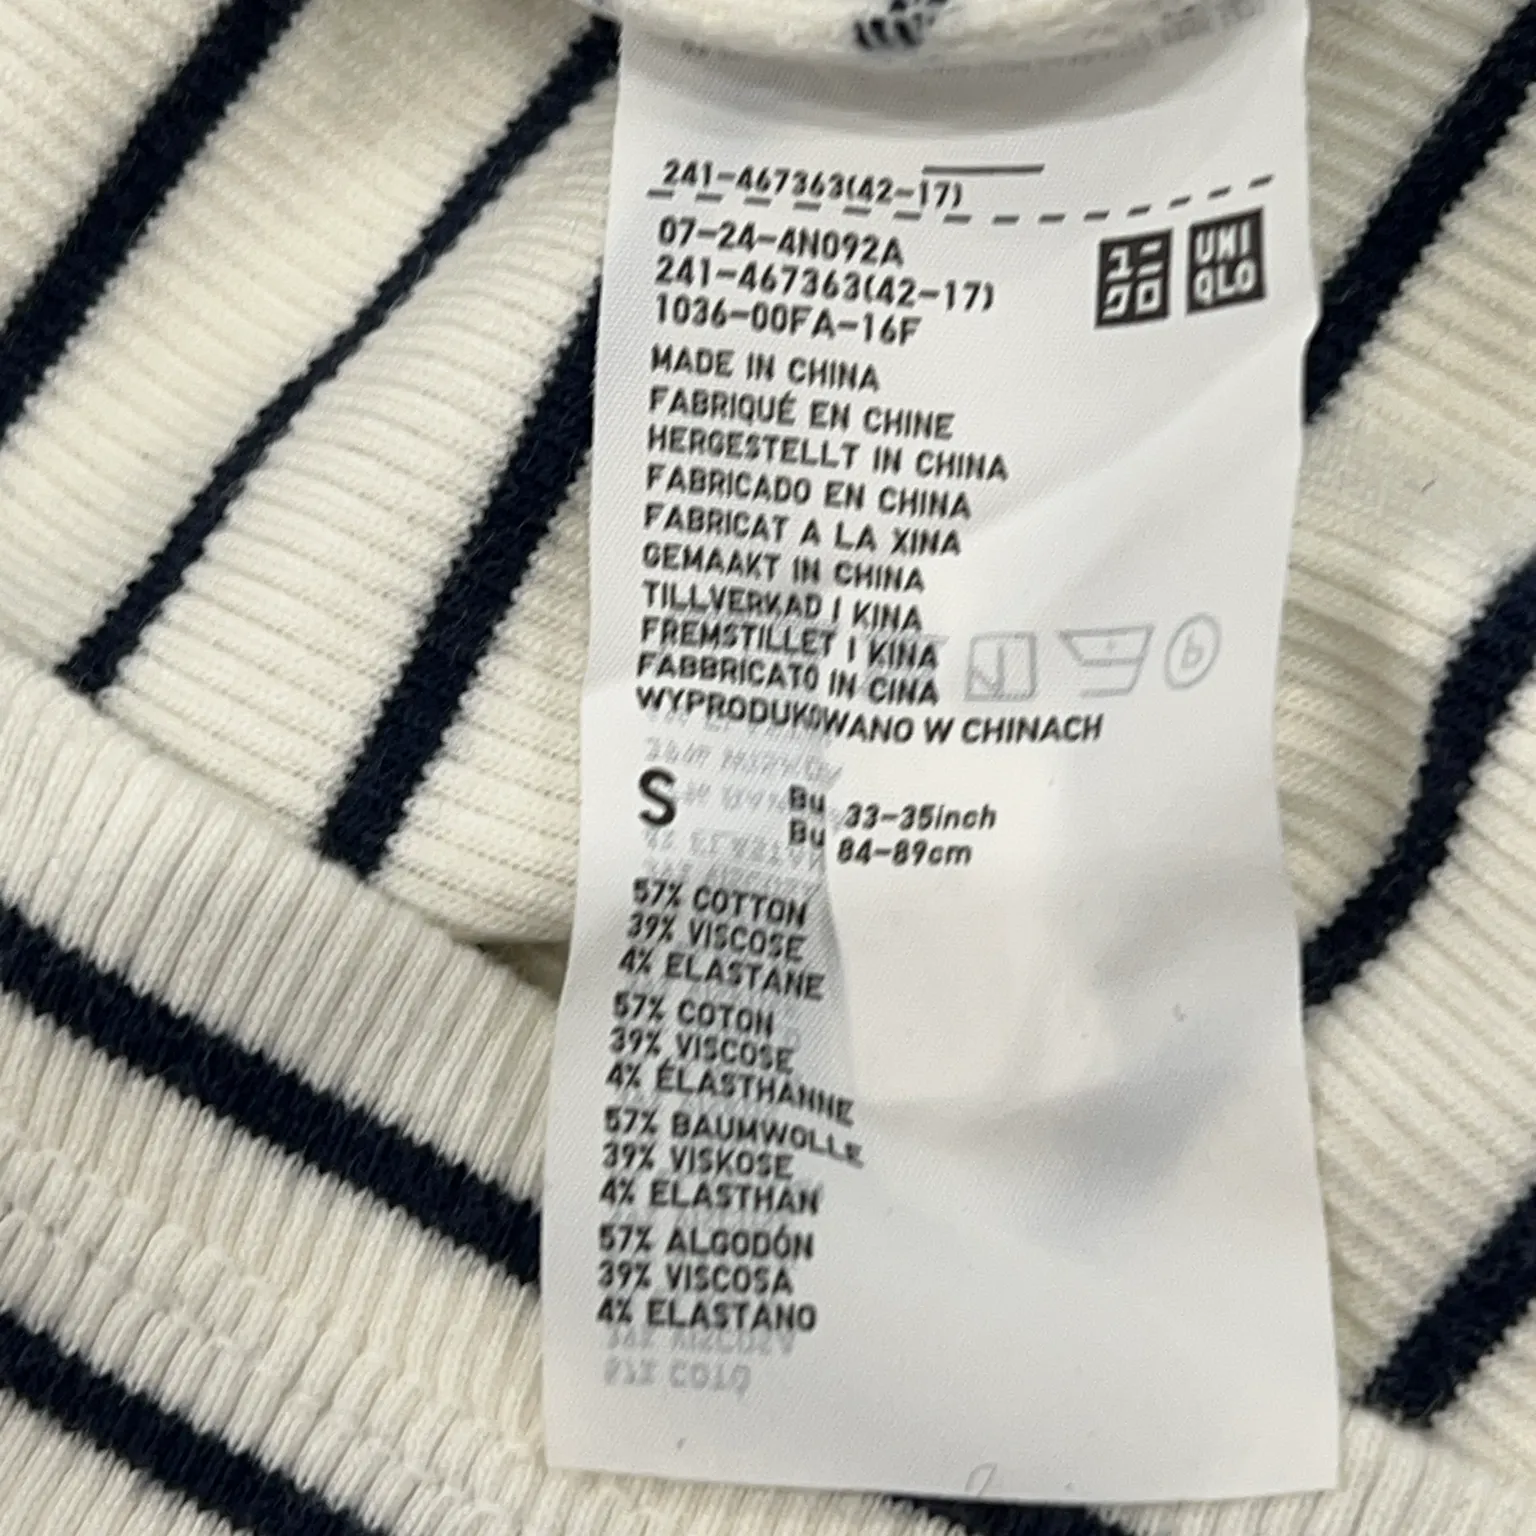 241-467363(42-17)
07-24-4N092A
241-467363(42-17)
1036-00FA-16F
UNI
QLO
MADE IN CHINA
FABRIQUÉ EN CHINE
HERGESTELLT IN CHINA
FABRICADO EN CHINA
FABRICAT A LA XINA
GEMAAKT IN CHINA
TILLVERKAD I KINA
FREMSTILLET I KINA
FABBRICATO IN CINA
WYPRODUKOWANO W CHINACH
S Bu 33-35inch
Bu 84-89cm
57% COTTON
39% VISCOSE
4% ELASTANE
57% COTON
39% VISCOSE
4% ÉLASTHANNE
57% BAUMWOLLE
39% VISKOSE
4% ELASTHAN
57% ALGODÓN
39% VISCOSA
4% ELASTANO